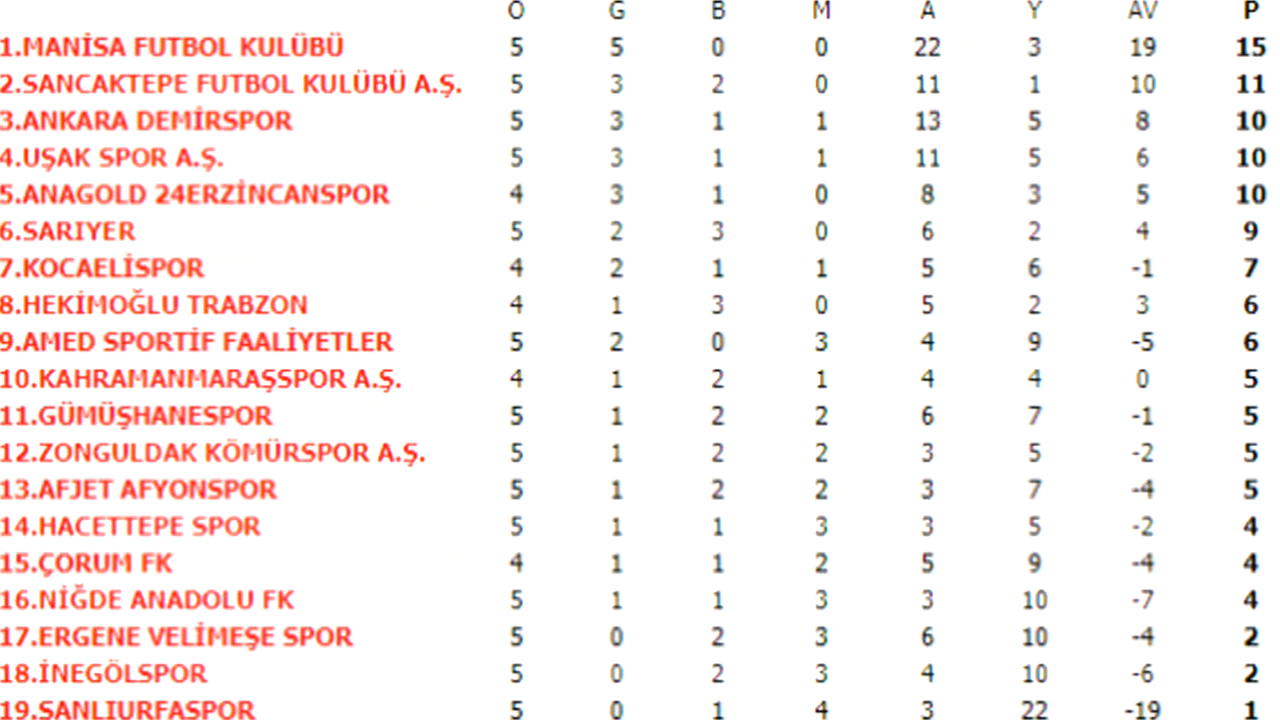 O G B M A Y AV P
1.MANİSA FUTBOL KULÜBÜ 5 5 0 0 22 3 19 15
2.SANCAKTEPE FUTBOL KULÜBÜ A.Ş. 5 3 2 0 11 1 10 11
3.ANKARA DEMİRSPOR 5 3 1 1 13 5 8 10
4.UŞAK SPOR A.Ş. 5 3 1 1 11 5 6 10
5.ANAGOLD 24ERZİNCANSPOR 4 3 1 0 8 3 5 10
6.SARIYER 5 2 3 0 6 2 4 9
7.KOCAELİSPOR 4 2 1 1 5 6 -1 7
8.HEKİMOĞLU TRABZON 4 1 3 0 5 2 3 6
9.AMED SPORTİF FAALİYETLER 5 2 0 3 4 9 -5 6
10.KAHRAMANMARAŞSPOR A.Ş. 4 1 2 1 4 4 0 5
11.GÜMÜŞHANESPOR 5 1 2 2 6 7 -1 5
12.ZONGULDAK KÖMÜRSPOR A.Ş. 5 1 2 2 3 5 -2 5
13.AFJET AFYONSPOR 5 1 2 2 3 7 -4 5
14.HACETTEPE SPOR 5 1 1 3 3 5 -2 4
15.ÇORUM FK 4 1 1 2 5 9 -4 4
16.NİĞDE ANADOLU FK 5 1 1 3 3 10 -7 4
17.ERGENE VELİMEŞE SPOR 5 0 2 3 6 10 -4 2
18.İNEGÖLSPOR 5 0 2 3 4 10 -6 2
19.SANLIURFASPOR 5 0 1 4 3 22 -19 1